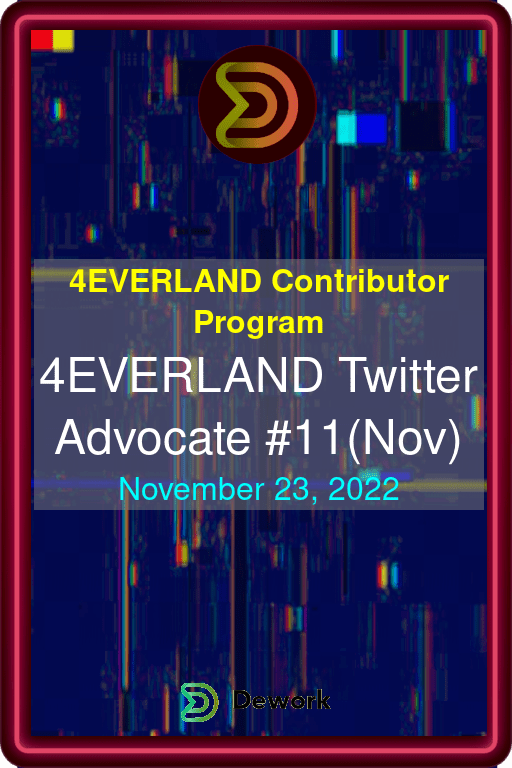 4EVERLAND Contributor
Program
4EVERLAND Twitter
Advocate #11(Nov)
November 23, 2022
Dework